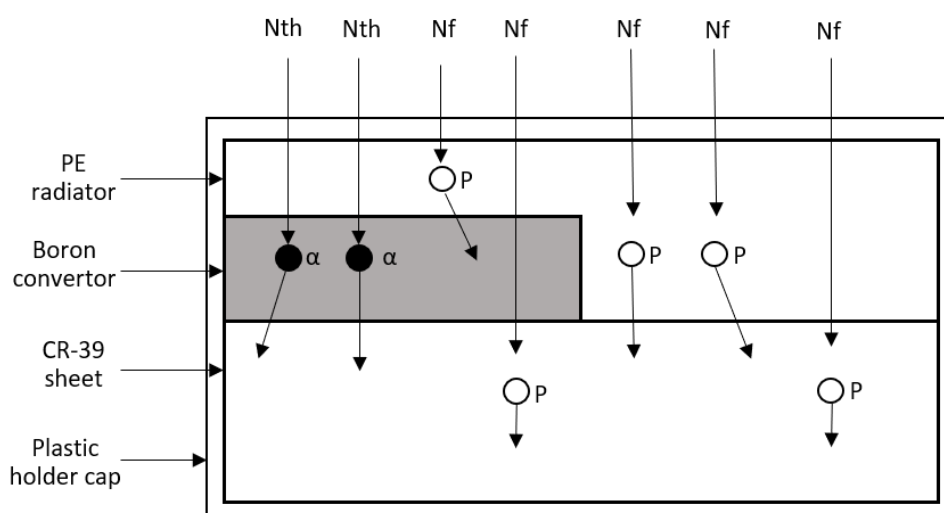 Nth Nth Nf Nf Nf Nf Nf
PE
radiator
P
Boron
convertor
α α P P
CR-39
sheet
P P
Plastic
holder cap